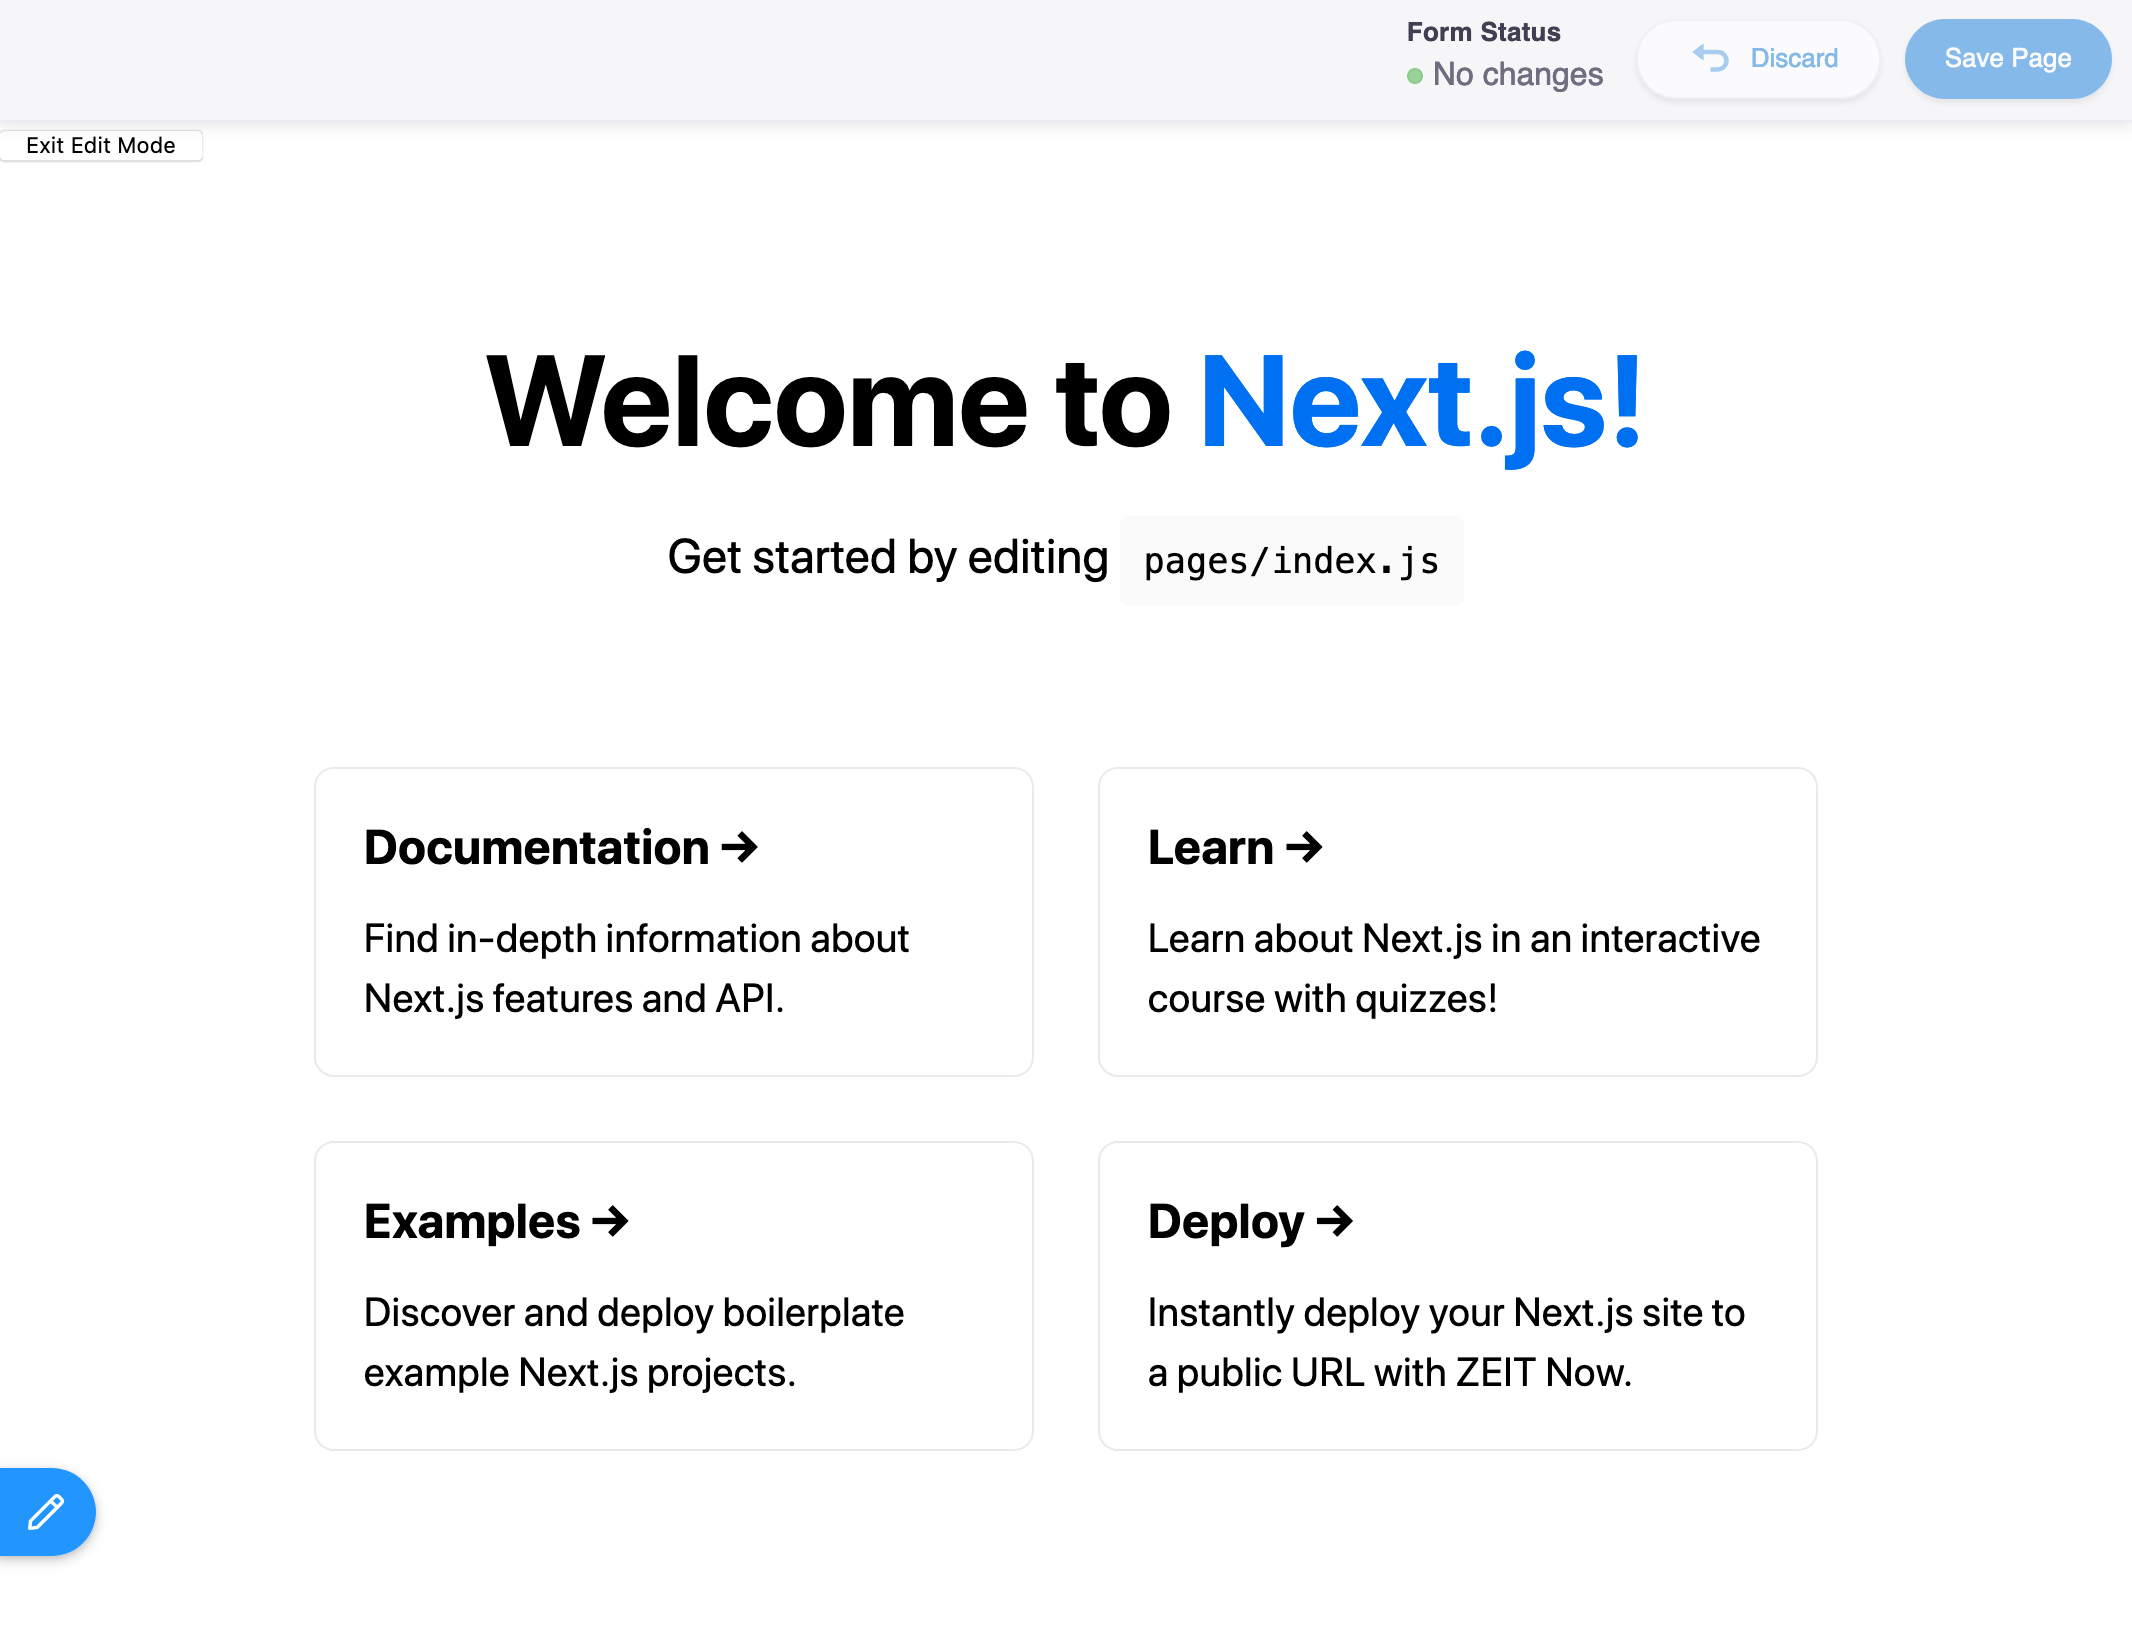 Form Status
No changes
Discard
Save Page
Exit Edit Mode
Welcome to Next.js!
Get started by editing pages/index.js
Documentation →
Find in-depth information about
Next.js features and API.
Learn →
Learn about Next.js in an interactive
course with quizzes!
Examples →
Discover and deploy boilerplate
example Next.js projects.
Deploy →
Instantly deploy your Next.js site to
a public URL with ZEIT Now.